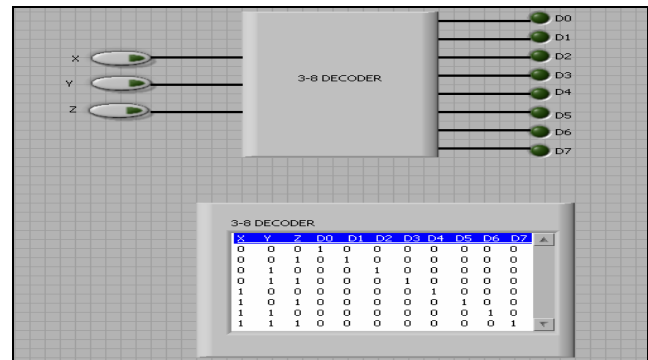 D0
D1
X
D2
3-8 DECODER
D3
Y
D4
Z
D5
D6
D7
3-8 DECODER
X Y Z D0 D1 D2 D3 D4 D5 D6 D7
0 0 0 1 0 0 0 0 0 0 0
0 0 1 0 1 0 0 0 0 0 0
0 1 0 0 0 1 0 0 0 0 0
0 1 1 0 0 0 1 0 0 0 0
1 0 0 0 0 0 0 1 0 0 0
1 0 1 0 0 0 0 0 1 0 0
1 1 0 0 0 0 0 0 0 1 0
1 1 1 0 0 0 0 0 0 0 1